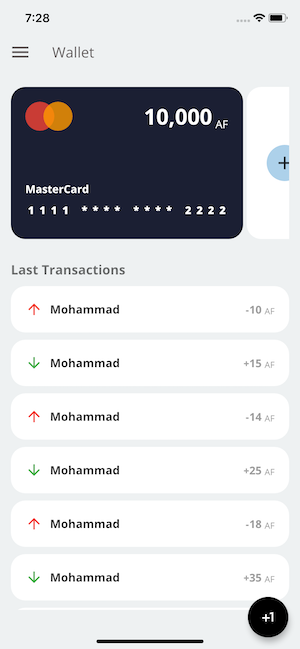 7:28
Wallet
10,000 AF
MasterCard
1111 **** **** 2222
Last Transactions
Mohammad -10 AF
Mohammad +15 AF
Mohammad -14 AF
Mohammad +25 AF
Mohammad -18 AF
Mohammad +35 AF
+1